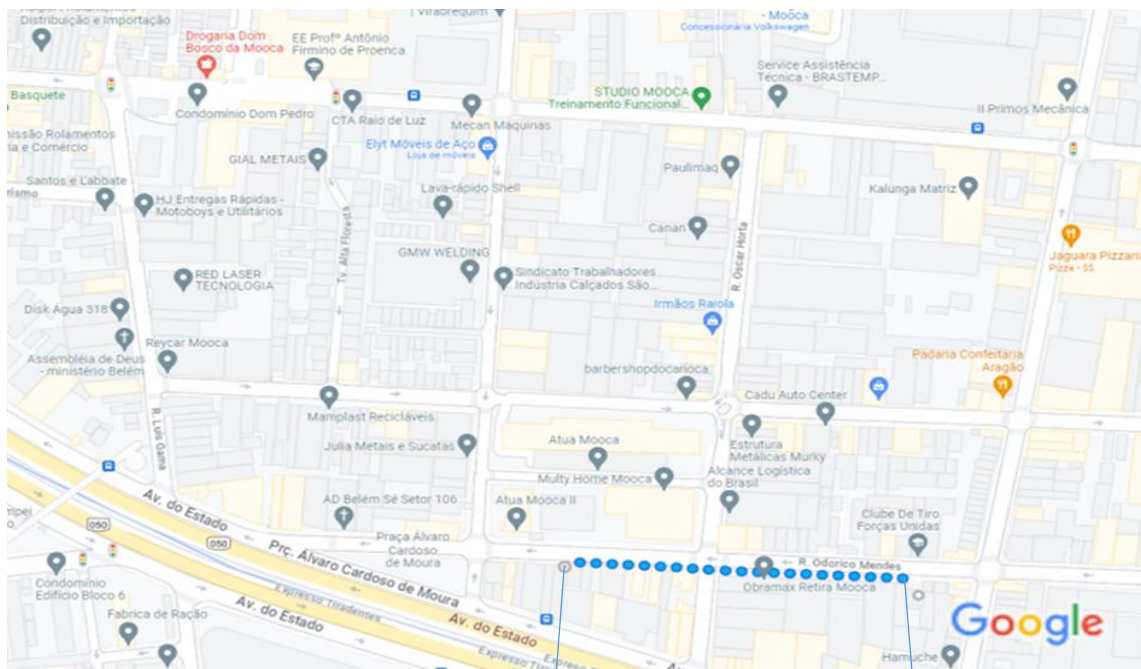 Distribuição e Importação
Virabrequim
- Mooca
Concessionária Volkswagen
Drogaria Dom
Bosco da Mooca
EE Profº Antônio
Firmino de Proenca
Service Assistência
Técnica - BRASTEMP...
STUDIO MOOCA
Treinamento Funcional...
Basquete
Condomínio Dom Pedro
CTA Raio de Luz
Mecan Maquinas
II Primos Mecânica
missão Rolamentos
ia e Comércio
Elyt Móveis de Aço
Loja de móveis
GIAL METAIS
Paulimaq
Santos e Labbate
rismo
Lava-rápido Shell
Kalunga Matriz
HJ Entregas Rápidas -
Motoboys e Utilitários
Tv. Alta Floresta
Canan
R. Oscar Horta
Jaguara Pizzaria
Pizza - $$
GMW WELDING
RED LASER
TECNOLOGIA
Sindicato Trabalhadores
Indústria Calçados São...
Disk Água 318
Irmãos Raiola
Reycar Mooca
Assembléia de Deus
- ministério Belém
Padaria Confeitaria
Aragão
barbershopdocarioca
Cadu Auto Center
R. Luís Gama
Mamplast Recicláveis
Julia Metais e Sucatas
Atua Mooca
Estrutura
Metálicas Murky
Multy Home Mooca
Alcance Logística
do Brasil
AD Belém Sé Setor 106
Atua Mooca II
Clube De Tiro
Forças Unidas
mpei
Av. do Estado
050
050
Praça Álvaro
Cardoso
de Moura
Prç. Álvaro Cardoso de Moura
R. Odorico Mendes
Obramax Retira Mooca
Condomínio
Edifício Bloco 6
Expresso Tiradentes
Av. do Estado
Av. do Estado
Fabrica de Ração
Google
Hamuche